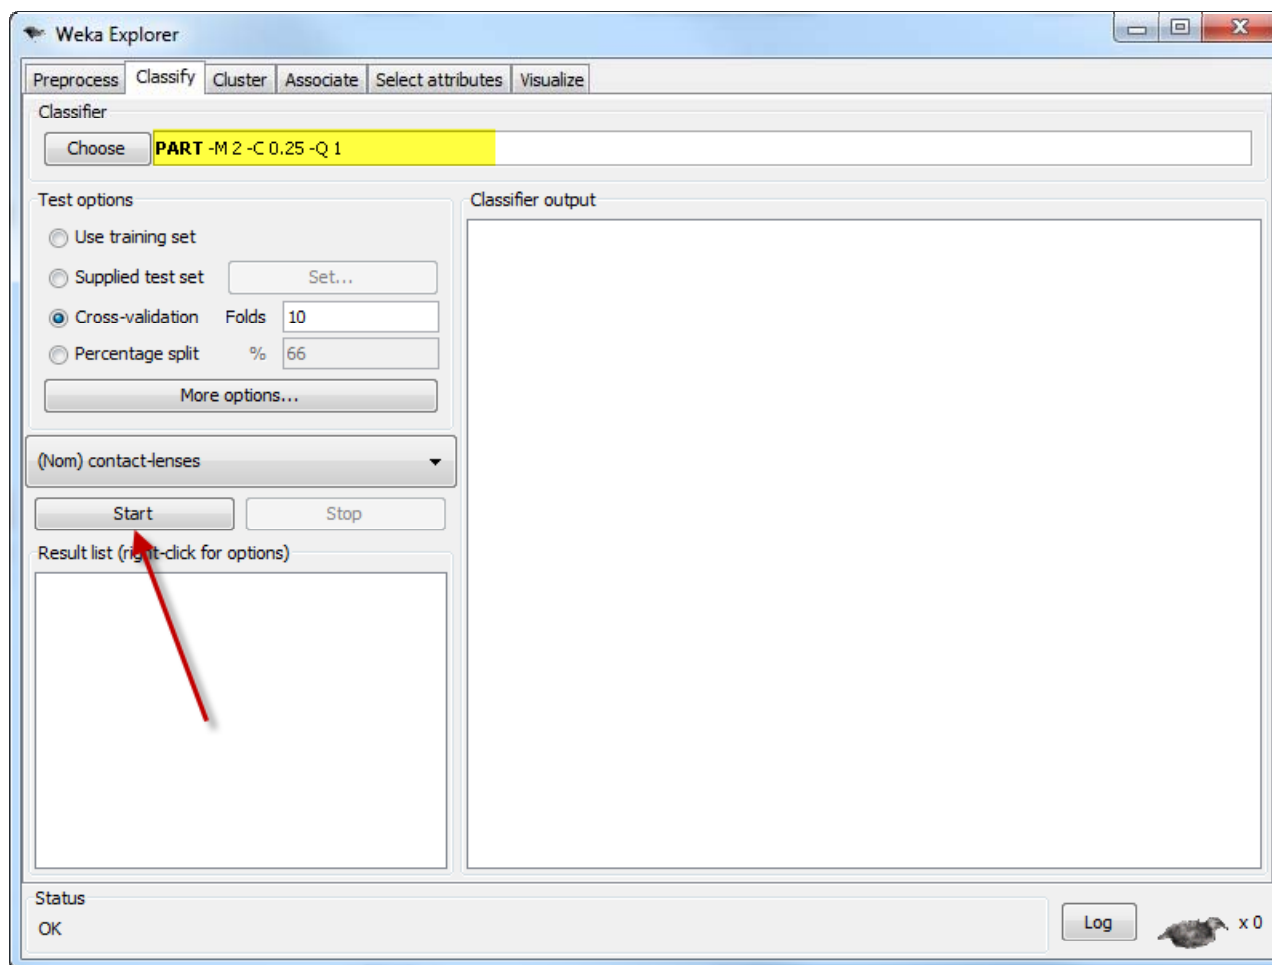 Weka Explorer
Preprocess Classify Cluster Associate Select attributes Visualize
Classifier
Choose PART -M 2 -C 0.25 -Q 1
Test options
Use training set
Supplied test set Set...
Cross-validation Folds 10
Percentage split % 66
More options...
(Nom) contact-lenses
Start Stop
Result list (right-click for options)
Classifier output
Status
OK
Log x 0